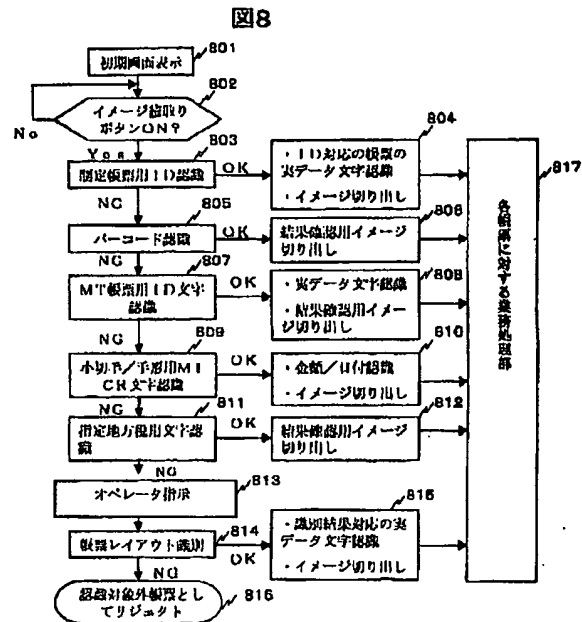 図8
801
初期画面表示
802
イメージ読取り
ボタンON?
No
Yes
803
制定帳票用ID認識
OK
804
・ID対応の帳票の
実データ文字認識
・イメージ切り出し
817
各帳票に対する業務処理部
NG
805
バーコード認識
OK
806
結果確認用イメージ
切り出し
NG
807
MT帳票用ID文字
認識
OK
808
・実データ文字認識
・結果確認用イメー
ジ切り出し
NG
809
小切手/手形用MI
CR文字認識
OK
810
・金額/日付認識
・イメージ切り出し
NG
811
指定地方税用文字認
識
OK
812
結果確認用イメージ
切り出し
NG
813
オペレータ指示
814
帳票レイアウト識別
OK
815
・識別結果対応の実
データ文字認識
・イメージ切り出し
NG
認識対象外帳票とし
てリジェクト
816